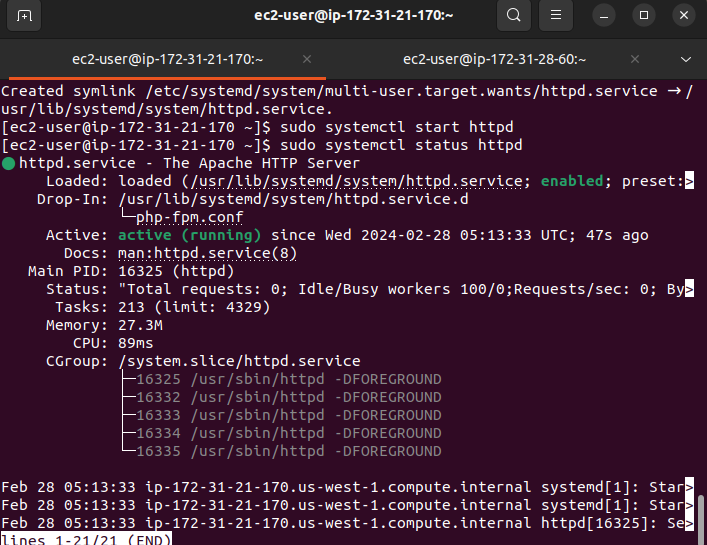 ec2-user@ip-172-31-21-170:~
ec2-user@ip-172-31-21-170:~ ec2-user@ip-172-31-28-60:~
Created symlink /etc/systemd/system/multi-user.target.wants/httpd.service → /
usr/lib/systemd/system/httpd.service.
[ec2-user@ip-172-31-21-170 ~]$ sudo systemctl start httpd
[ec2-user@ip-172-31-21-170 ~]$ sudo systemctl status httpd
● httpd.service - The Apache HTTP Server
     Loaded: loaded (/usr/lib/systemd/system/httpd.service; enabled; preset:>
    Drop-In: /usr/lib/systemd/system/httpd.service.d
             └─php-fpm.conf
     Active: active (running) since Wed 2024-02-28 05:13:33 UTC; 47s ago
       Docs: man:httpd.service(8)
   Main PID: 16325 (httpd)
     Status: "Total requests: 0; Idle/Busy workers 100/0;Requests/sec: 0; By>
      Tasks: 213 (limit: 4329)
     Memory: 27.3M
        CPU: 89ms
     CGroup: /system.slice/httpd.service
             ├─16325 /usr/sbin/httpd -DFOREGROUND
             ├─16332 /usr/sbin/httpd -DFOREGROUND
             ├─16333 /usr/sbin/httpd -DFOREGROUND
             ├─16334 /usr/sbin/httpd -DFOREGROUND
             └─16335 /usr/sbin/httpd -DFOREGROUND
Feb 28 05:13:33 ip-172-31-21-170.us-west-1.compute.internal systemd[1]: Star>
Feb 28 05:13:33 ip-172-31-21-170.us-west-1.compute.internal systemd[1]: Star>
Feb 28 05:13:33 ip-172-31-21-170.us-west-1.compute.internal httpd[16325]: Se>
lines 1-21/21 (END)